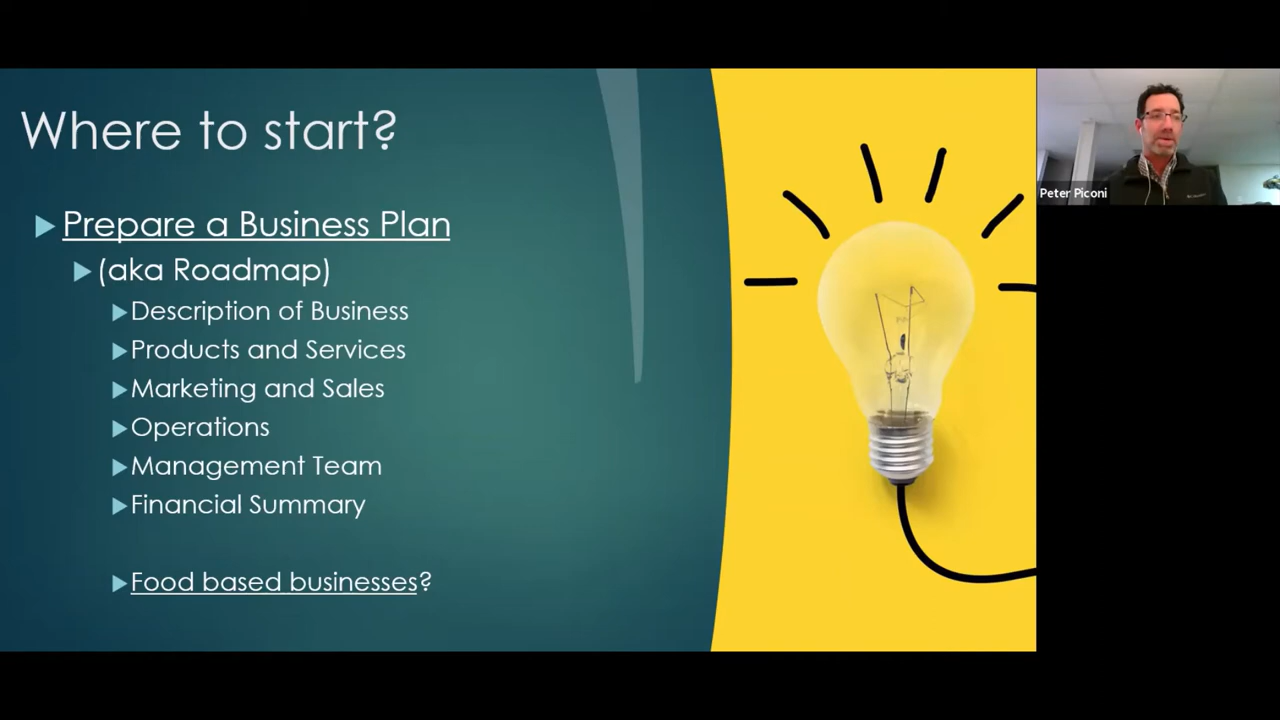 Where to start?
Prepare a Business Plan
(aka Roadmap)
Description of Business
Products and Services
Marketing and Sales
Operations
Management Team
Financial Summary
Food based businesses?
Peter Piconi